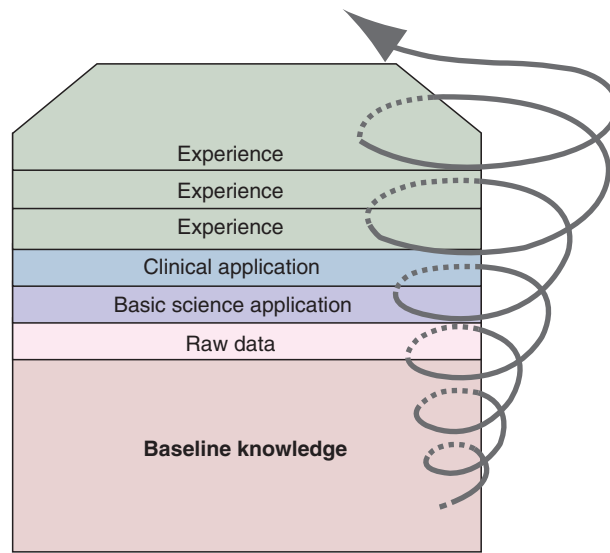 Experience
Experience
Experience
Clinical application
Basic science application
Raw data
Baseline knowledge